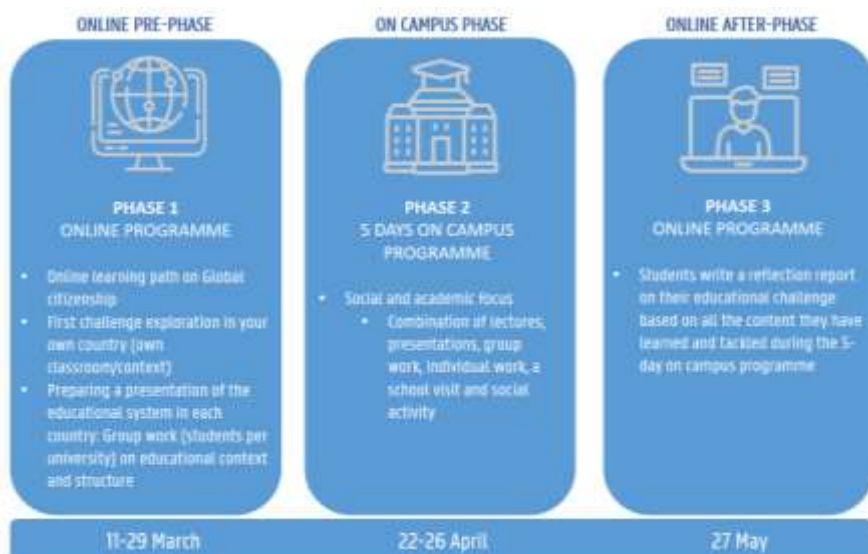 ONLINE PRE-PHASE
PHASE 1
ONLINE PROGRAMME
• Online learning path on Global
citizenship
• First challenge exploration in your
own country (own
classroom/context)
• Preparing a presentation of the
educational system in each
country: Group work (students per
university) on educational context
and structure
11-29 March
ON CAMPUS PHASE
PHASE 2
5 DAYS ON CAMPUS
PROGRAMME
• Social and academic focus
• Combination of lectures,
presentations, group
work, individual work, a
school visit and social
activity
22-26 April
ONLINE AFTER-PHASE
PHASE 3
ONLINE PROGRAMME
• Students write a reflection report
on their educational challenge
based on all the content they have
learned and tackled during the 5-
day on campus programme
27 May